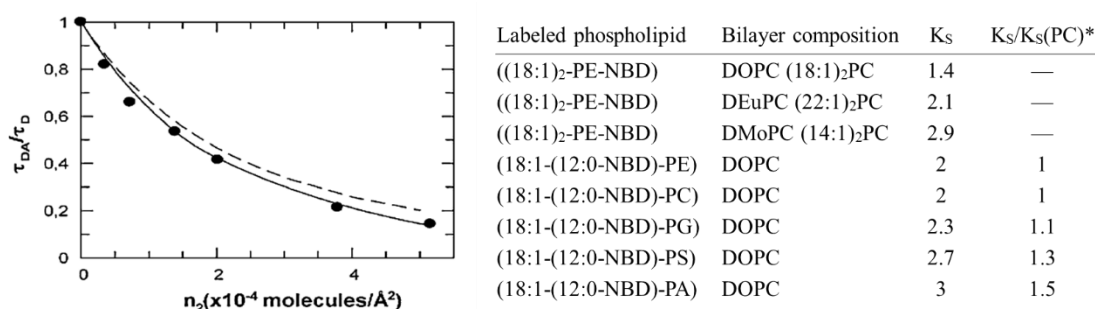 1
0,8
0,6
0,4
0,2
0
τDA/τD
0 2 4
n2(x10⁻⁴ molecules/Å²)
Labeled phospholipid Bilayer composition KS KS/KS(PC)*
((18:1)₂-PE-NBD) DOPC (18:1)₂PC 1.4 —
((18:1)₂-PE-NBD) DEuPC (22:1)₂PC 2.1 —
((18:1)₂-PE-NBD) DMoPC (14:1)₂PC 2.9 —
(18:1-(12:0-NBD)-PE) DOPC 2 1
(18:1-(12:0-NBD)-PC) DOPC 2 1
(18:1-(12:0-NBD)-PG) DOPC 2.3 1.1
(18:1-(12:0-NBD)-PS) DOPC 2.7 1.3
(18:1-(12:0-NBD)-PA) DOPC 3 1.5